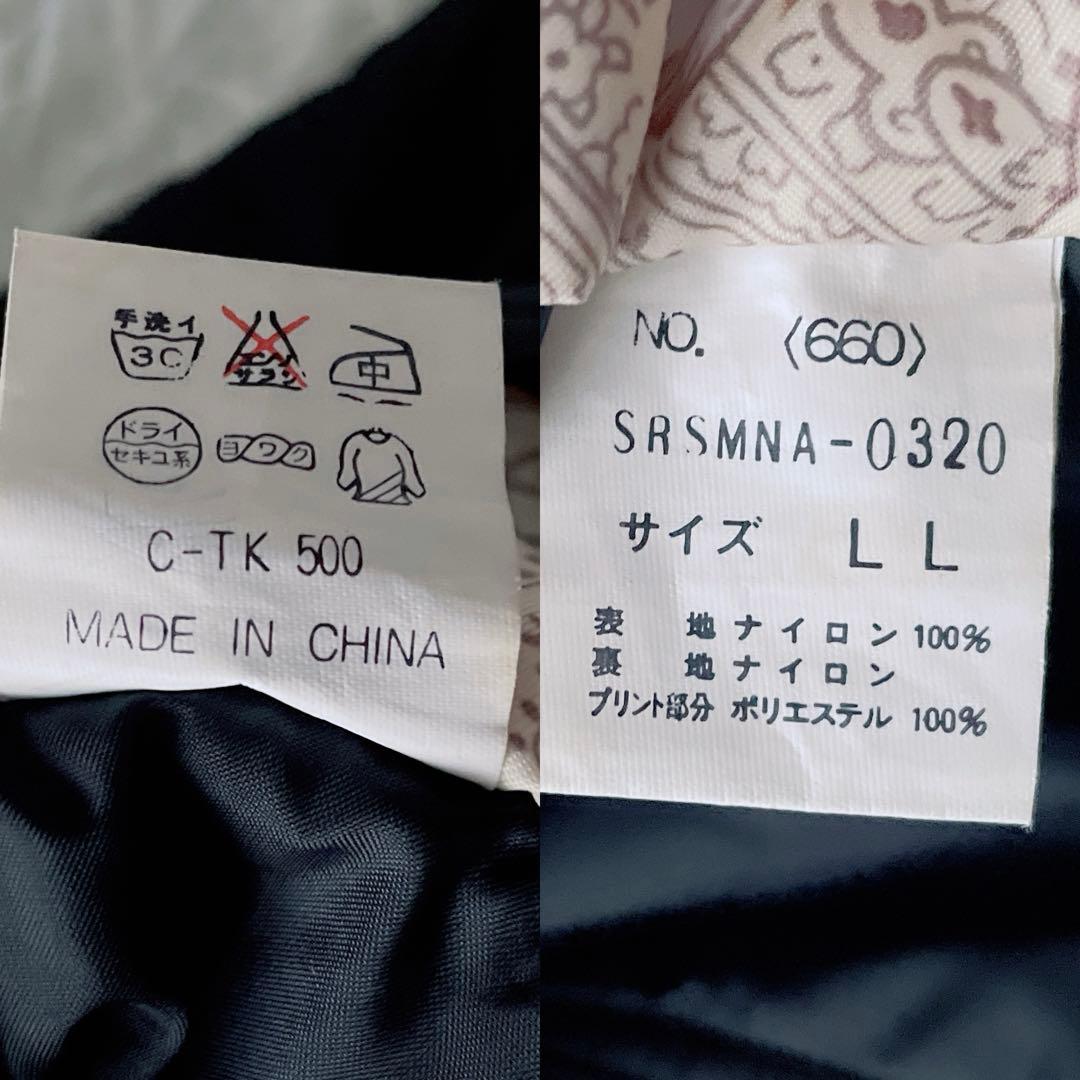 手洗イ
30
エンソ
サラシ
中
ドライ
セキユ系
ヨワク
C-TK 500
MADE IN CHINA
NO. 〈660〉
SRSMNA-0320
サイズ LL
表 地 ナイロン 100%
裏 地 ナイロン
プリント部分 ポリエステル 100%